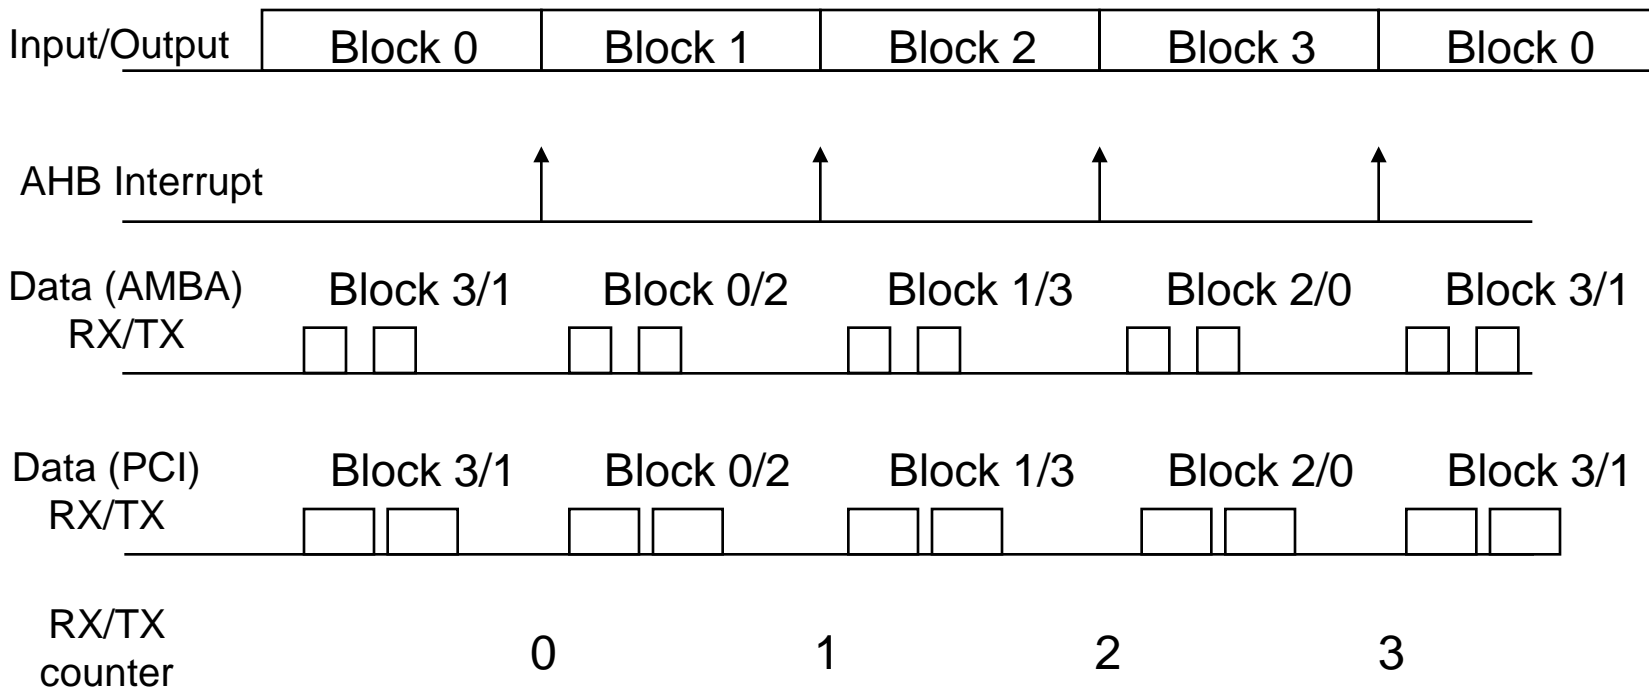 Input/Output Block 0 Block 1 Block 2 Block 3 Block 0
AHB Interrupt
Data (AMBA) Block 3/1 Block 0/2 Block 1/3 Block 2/0 Block 3/1
RX/TX
Data (PCI) Block 3/1 Block 0/2 Block 1/3 Block 2/0 Block 3/1
RX/TX
RX/TX
counter 0 1 2 3